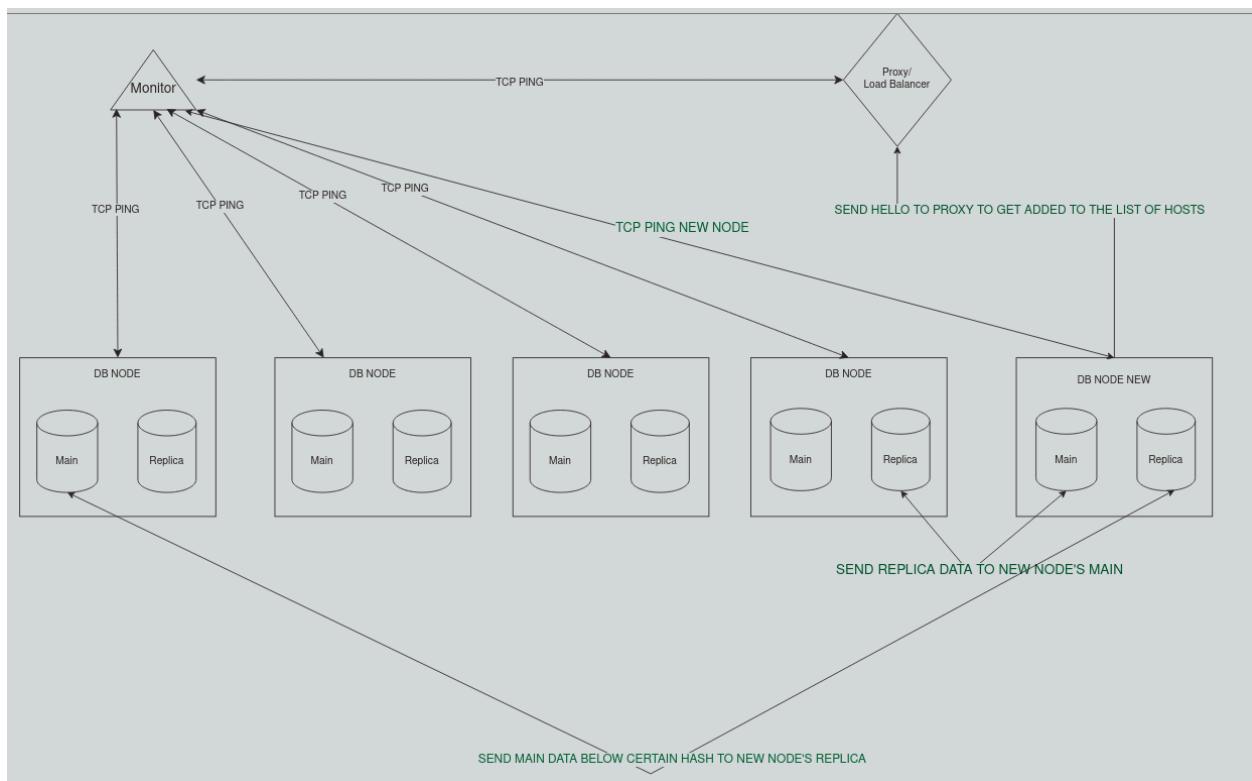 Monitor
TCP PING
Proxy/
Load Balancer
TCP PING
TCP PING
TCP PING
TCP PING
SEND HELLO TO PROXY TO GET ADDED TO THE LIST OF HOSTS
TCP PING NEW NODE
DB NODE
DB NODE
DB NODE
DB NODE
DB NODE NEW
Main
Replica
Main
Replica
Main
Replica
Main
Replica
Main
Replica
SEND REPLICA DATA TO NEW NODE'S MAIN
SEND MAIN DATA BELOW CERTAIN HASH TO NEW NODE'S REPLICA